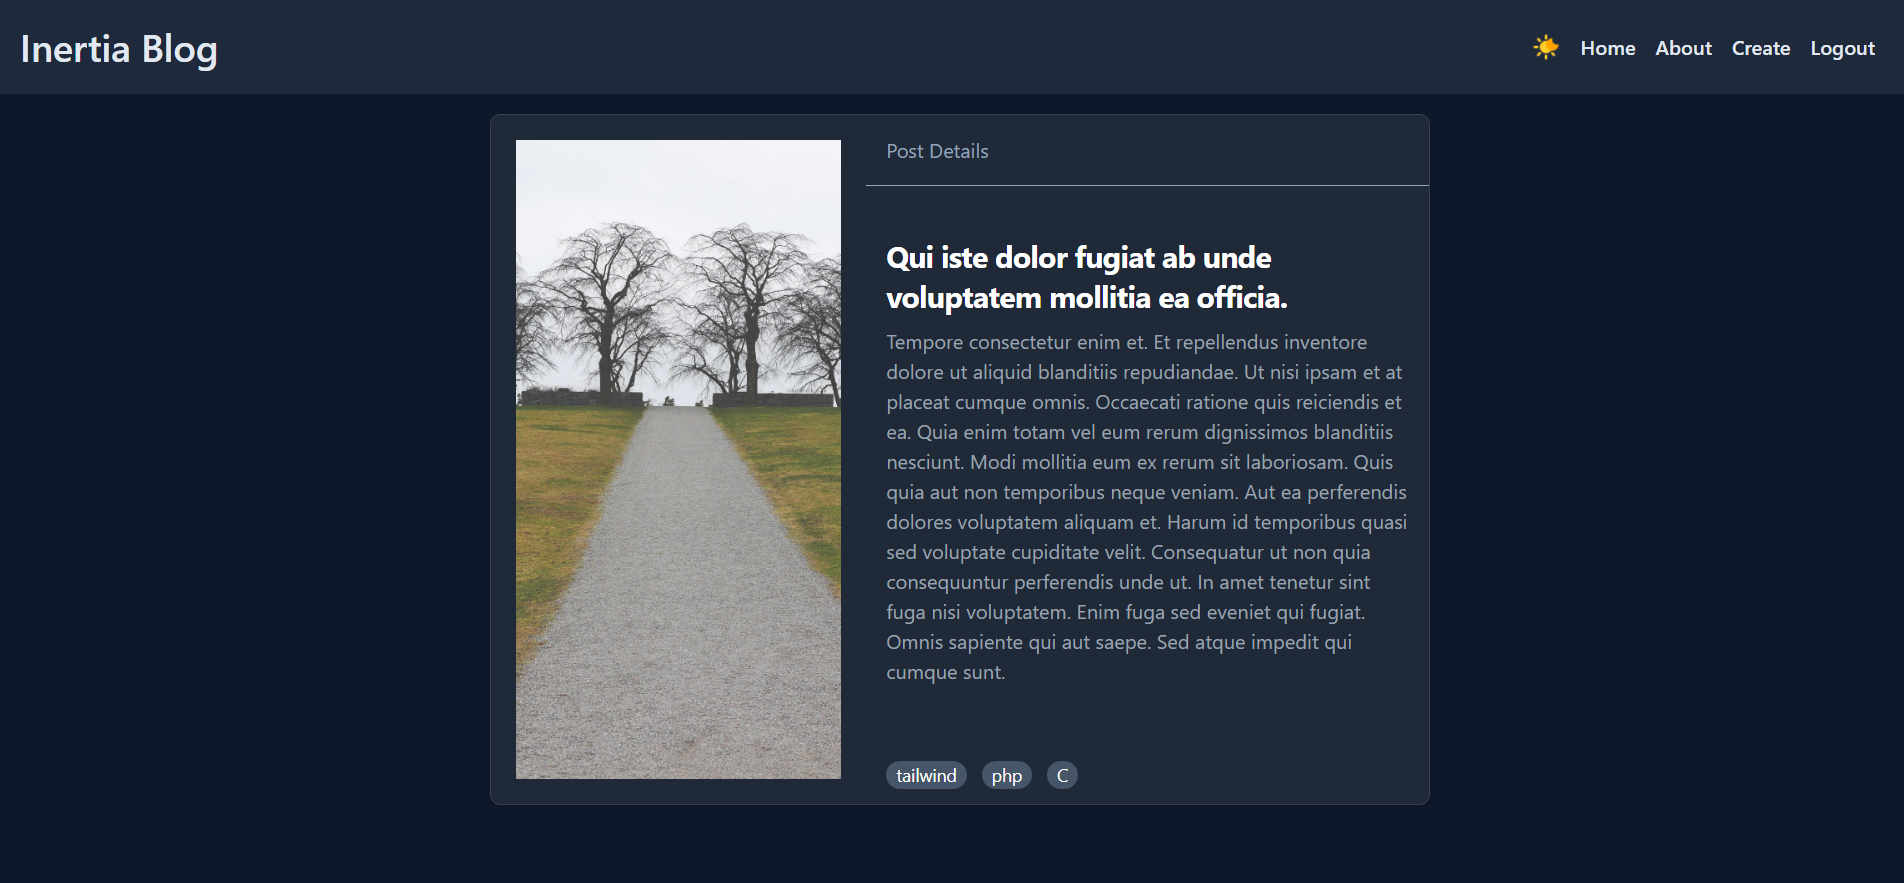 Inertia Blog
Home About Create Logout
Post Details
Qui iste dolor fugiat ab unde
voluptatem mollitia ea officia.
Tempore consectetur enim et. Et repellendus inventore
dolore ut aliquid blanditiis repudiandae. Ut nisi ipsam et at
placeat cumque omnis. Occaecati ratione quis reiciendis et
ea. Quia enim totam vel eum rerum dignissimos blanditiis
nesciunt. Modi mollitia eum ex rerum sit laboriosam. Quis
quia aut non temporibus neque veniam. Aut ea perferendis
dolores voluptatem aliquam et. Harum id temporibus quasi
sed voluptate cupiditate velit. Consequatur ut non quia
consequuntur perferendis unde ut. In amet tenetur sint
fuga nisi voluptatem. Enim fuga sed eveniet qui fugiat.
Omnis sapiente qui aut saepe. Sed atque impedit qui
cumque sunt.
tailwind php C